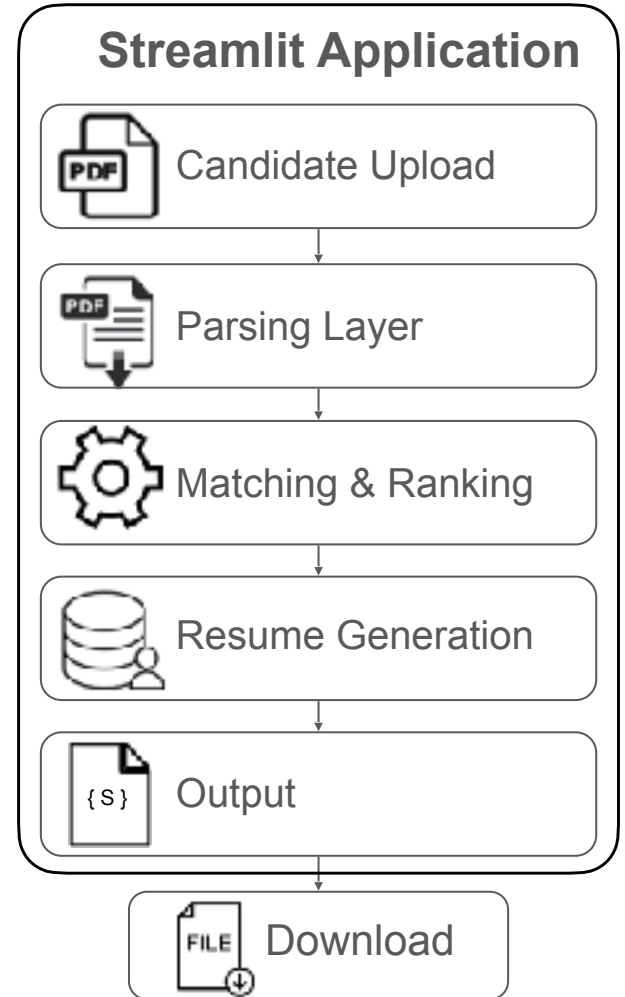 Streamlit Application
PDF
Candidate Upload
PDF
Parsing Layer
Matching & Ranking
Resume Generation
{ S }
Output
FILE
Download